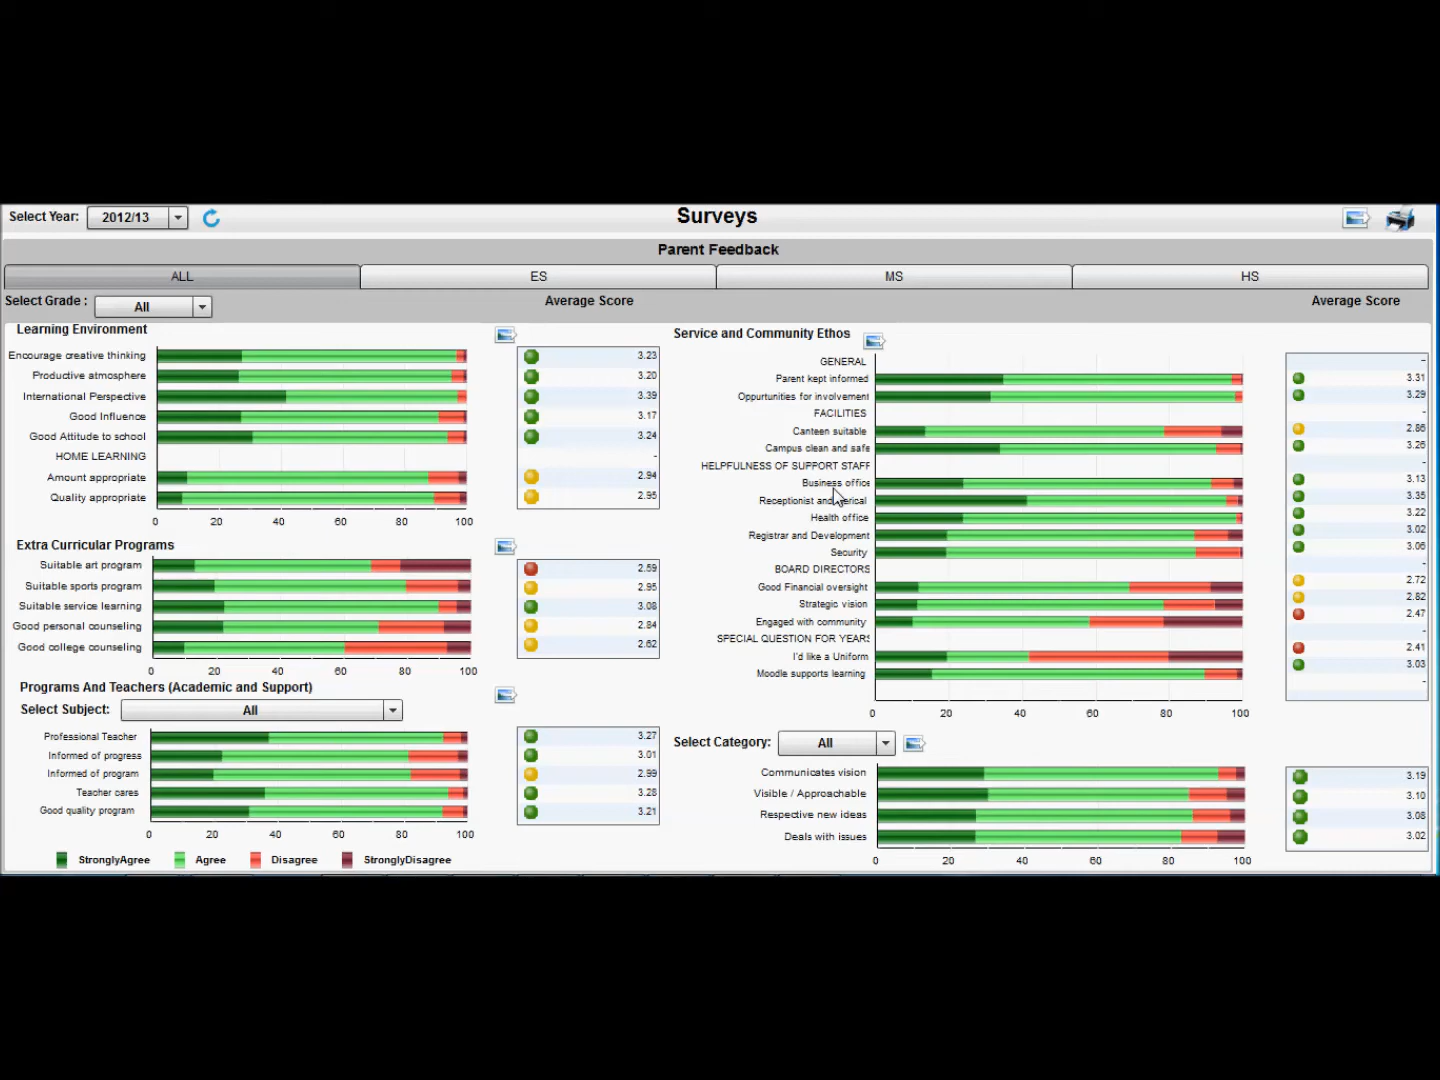 Select Year: 2012/13
Surveys
Parent Feedback
ALL ES MS HS
Select Grade : All
Average Score
Average Score
Learning Environment
Encourage creative thinking 3.23
Productive atmosphere 3.20
International Perspective 3.39
Good Influence 3.17
Good Attitude to school 3.24
HOME LEARNING -
Amount appropriate 2.94
Quality appropriate 2.95
0 20 40 60 80 100
Extra Curricular Programs
Suitable art program 2.59
Suitable sports program 2.95
Suitable service learning 3.08
Good personal counseling 2.84
Good college counseling 2.62
0 20 40 60 80 100
Programs And Teachers (Academic and Support)
Select Subject: All
Professional Teacher 3.27
Informed of progress 3.01
Informed of program 2.99
Teacher cares 3.28
Good quality program 3.21
0 20 40 60 80 100
StronglyAgree Agree Disagree StronglyDisagree
Service and Community Ethos
GENERAL -
Parent kept informed 3.31
Oppurtunities for involvement 3.29
FACILITIES -
Canteen suitable 2.86
Campus clean and safe 3.26
HELPFULNESS OF SUPPORT STAFF -
Business office 3.13
Receptionist and 3.35
Health office 3.22
Registrar and Development 3.02
Security 3.06
BOARD DIRECTORS -
Good Financial oversight 2.72
Strategic vision 2.82
Engaged with community 2.47
SPECIAL QUESTION FOR YEARS -
I'd like a Uniform 2.41
Moodle supports learning 3.03
-
0 20 40 60 80 100
Select Category: All
Communicates vision 3.19
Visible / Approachable 3.10
Respective new ideas 3.08
Deals with issues 3.02
0 20 40 60 80 100